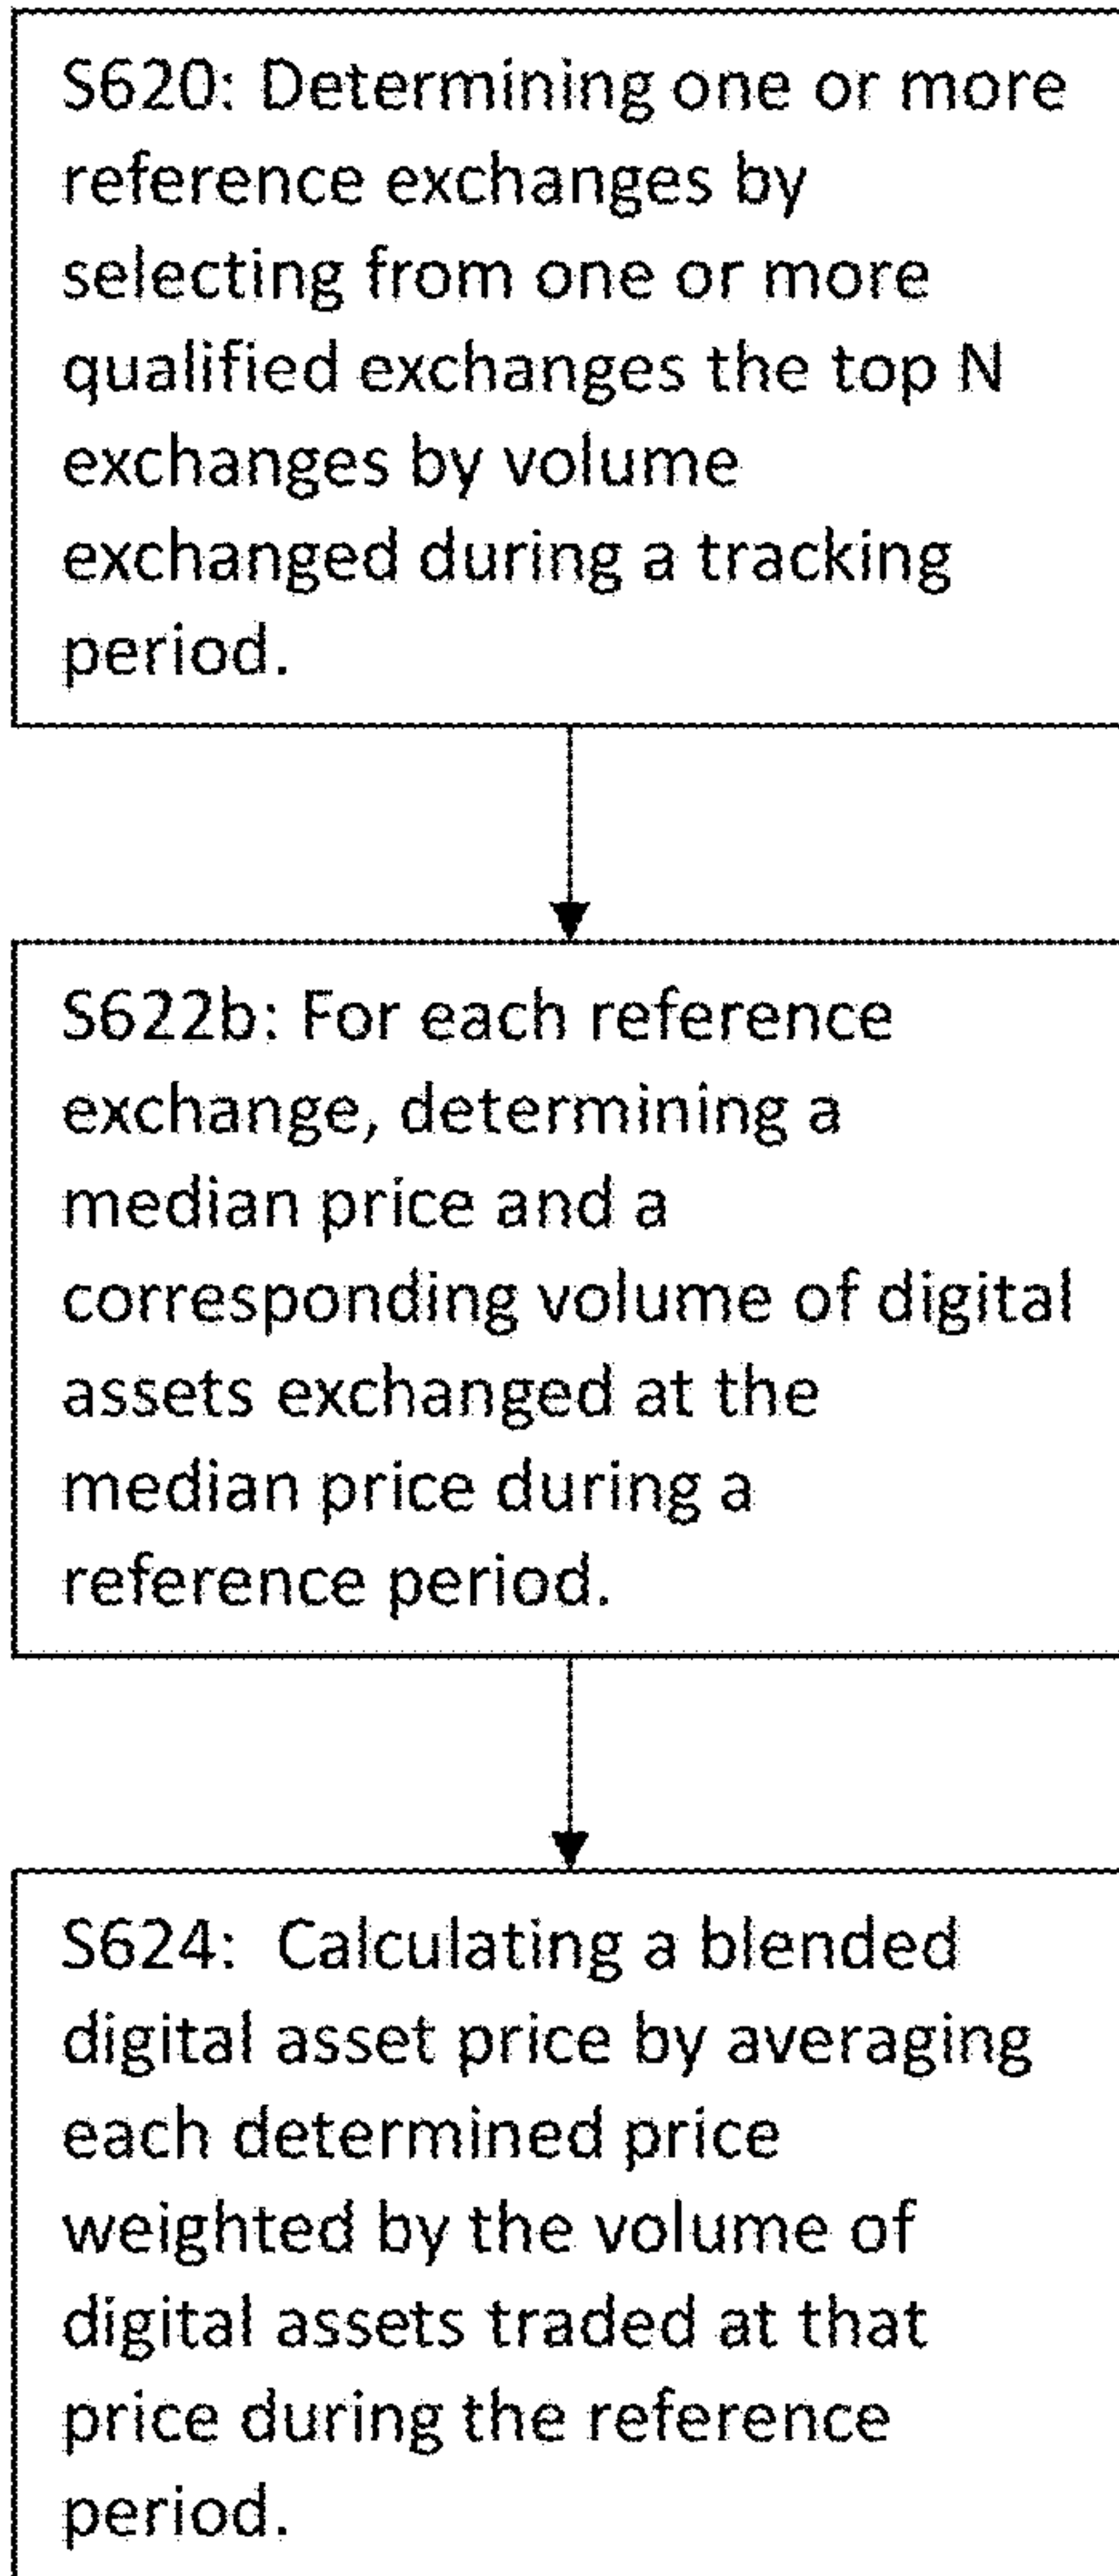 S620: Determining one or more
reference exchanges by
selecting from one or more
qualified exchanges the top N
exchanges by volume
exchanged during a tracking
period.
S622b: For each reference
exchange, determining a
median price and a
corresponding volume of digital
assets exchanged at the
median price during a
reference period.
S624:  Calculating a blended
digital asset price by averaging
each determined price
weighted by the volume of
digital assets traded at that
price during the reference
period.